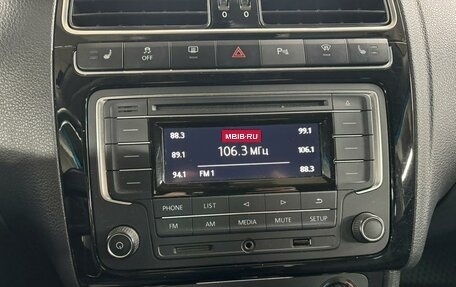 OFF
P
88.3
MBIB·RU
99.1
89.1
106.3 МГц
106.1
94.1
FM 1
88.3
PHONE
LIST
FM
AM
MEDIA
MUTE
SETUP